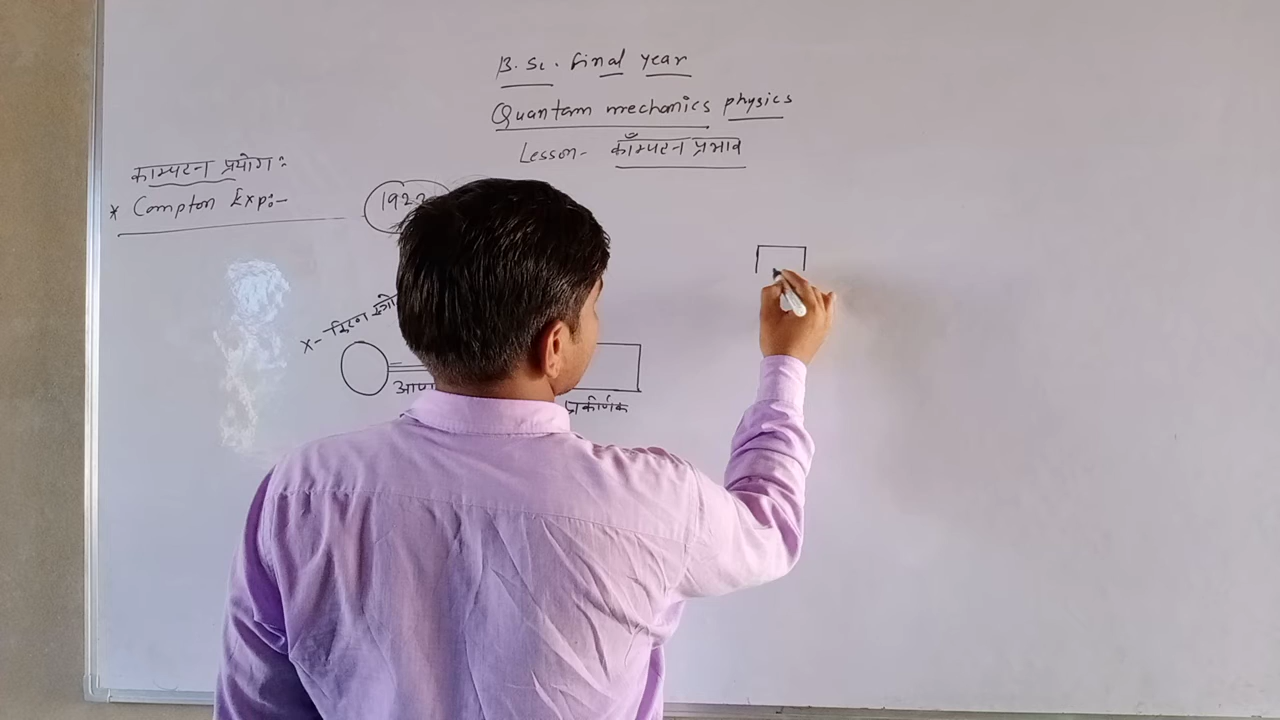 B.Sc. final year
Quantam mechanics physics
Lesson- कॉम्पटन प्रभाव
काम्पटन प्रयोग:
* Compton Exp:-
X-
प्रकीर्णक